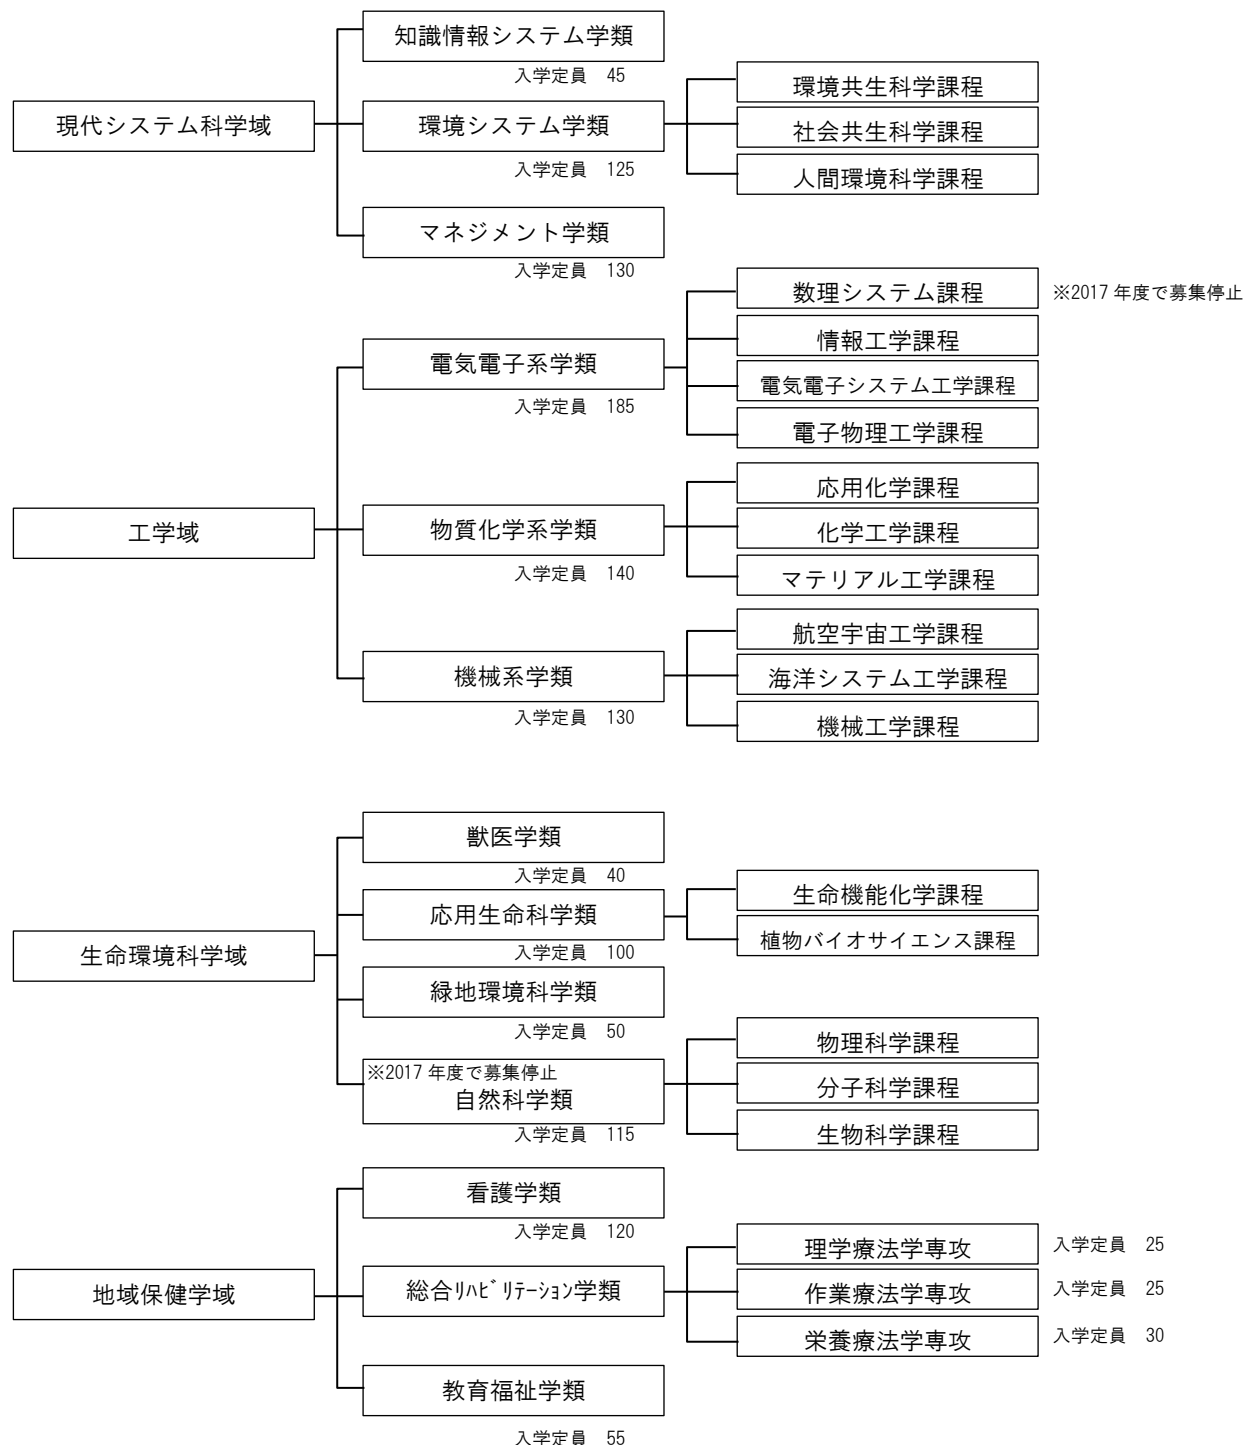 知識情報システム学類
入学定員 45
現代システム科学域
環境システム学類
入学定員 125
環境共生科学課程
社会共生科学課程
人間環境科学課程
マネジメント学類
入学定員 130
工学域
電気電子系学類
入学定員 185
数理システム課程
※2017 年度で募集停止
情報工学課程
電気電子システム工学課程
電子物理工学課程
物質化学系学類
入学定員 140
応用化学課程
化学工学課程
マテリアル工学課程
機械系学類
入学定員 130
航空宇宙工学課程
海洋システム工学課程
機械工学課程
生命環境科学域
獣医学類
入学定員 40
応用生命科学類
入学定員 100
生命機能化学課程
植物バイオサイエンス課程
緑地環境科学類
入学定員 50
※2017 年度で募集停止
自然科学類
入学定員 115
物理科学課程
分子科学課程
生物科学課程
地域保健学域
看護学類
入学定員 120
総合ﾘﾊﾋﾞﾘﾃｰｼｮﾝ学類
理学療法学専攻
入学定員 25
作業療法学専攻
入学定員 25
栄養療法学専攻
入学定員 30
教育福祉学類
入学定員 55